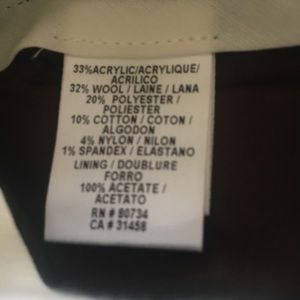 33%ACRYLIC/ACRYLIQUE/
ACRILICO
32% WOOL / LAINE / LANA
20% POLYESTER /
POLIESTER
10% COTTON / COTON /
ALGODON
4% NYLON / NILON
1% SPANDEX / ELASTANO
LINING / DOUBLURE
FORRO
100% ACETATE /
ACETATO
RN # 80734
CA # 31458